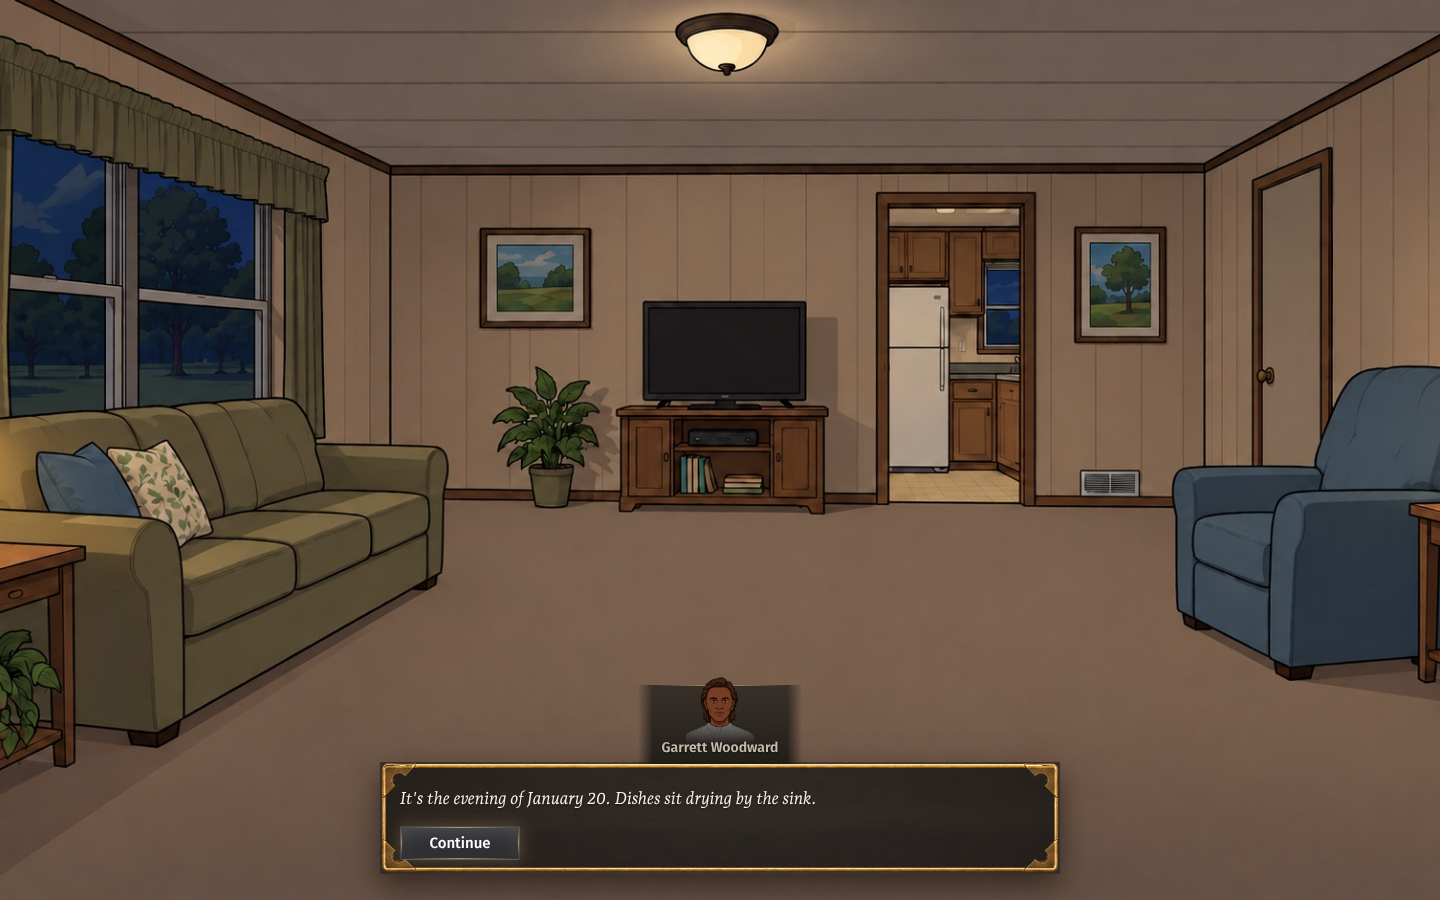 Garrett Woodward
It's the evening of January 20. Dishes sit drying by the sink.
Continue